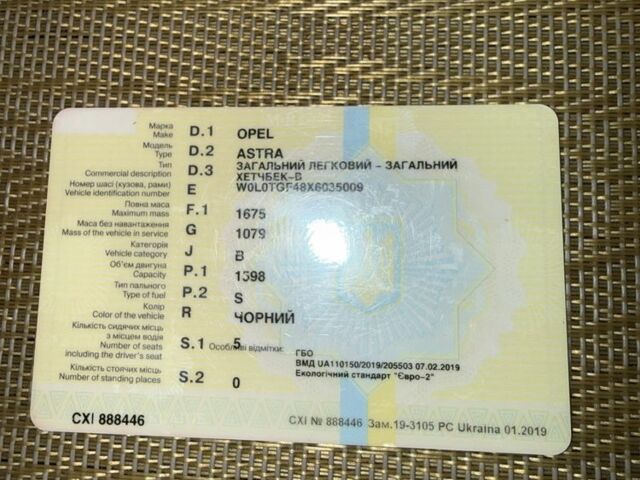 Марка
Make D.1 OPEL
Модель
Type D.2 ASTRA
Тип
Commercial description D.3 ЗАГАЛЬНИЙ ЛЕГКОВИЙ - ЗАГАЛЬНИЙ
ХЕТЧБЕК-В
Номер шасі (кузова, рами)
Vehicle identification number E W0L0TGF48X6035009
Повна маса
Maximum mass F.1 1675
Маса без навантаження
Mass of the vehicle in service G 1079
Категорія
Vehicle category J B
Об'єм двигуна
Capacity P.1 1598
Тип пального
Type of fuel P.2 S
Колір
Color of the vehicle R ЧОРНИЙ
Кількість сидячих місць
з місцем водія
Number of seats S.1 5 Особливі відмітки: ГБО
including the driver's seat ВМД UA110150/2019/205503 07.02.2019
Екологічний стандарт "Євро-2"
Кількість стоячих місць
Number of standing places S.2 0
CXI 888446
CXI № 888446 Зам.19-3105 PC Ukraina 01.2019